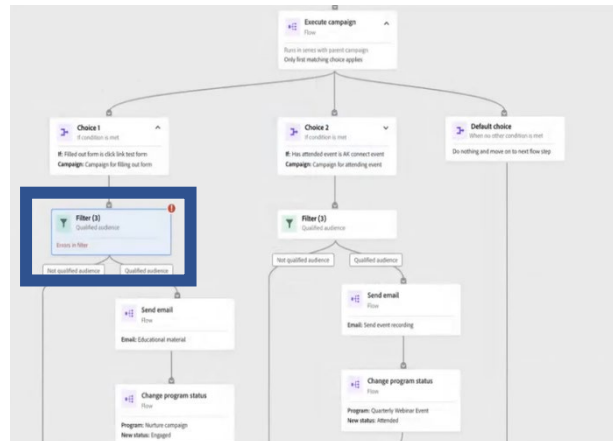 Execute campaign
Flow
Runs in series with parent campaign
Only first matching choice applies
Choice 1
If condition is met
If: Filled out form is click link test form
Campaign: Campaign for filling out form
Choice 2
If condition is met
If: Has attended event is AK connect event
Campaign: Campaign for attending event
Default choice
When no other condition is met
Do nothing and move on to next flow step
Filter (3)
Qualified audience
Errors in filter
Not qualified audience
Qualified audience
Filter (3)
Qualified audience
Not qualified audience
Qualified audience
Send email
Flow
Email: Educational material
Send email
Flow
Email: Send event recording
Change program status
Flow
Program: Nurture campaign
New status: Engaged
Change program status
Flow
Program: Quarterly Webinar Event
New status: Attended